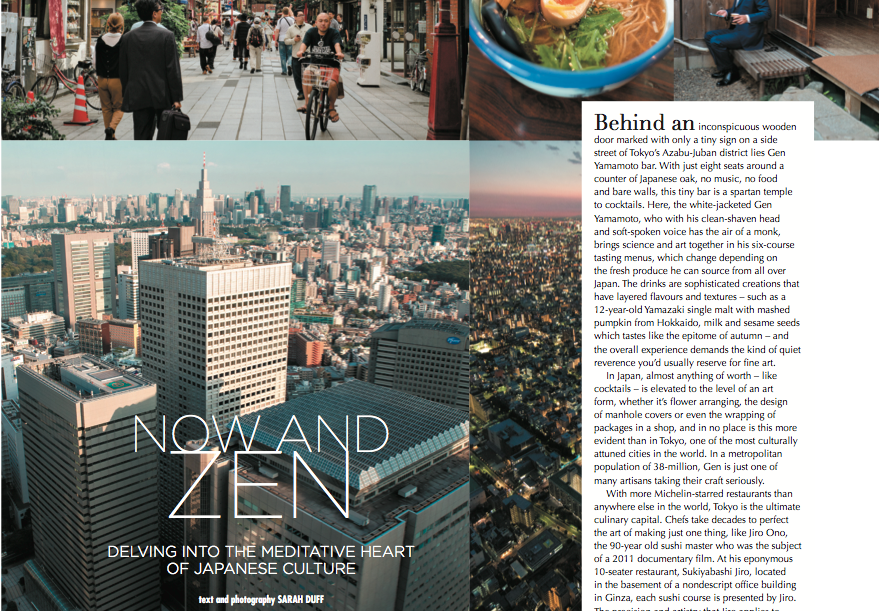 NOW AND
ZEN
DELVING INTO THE MEDITATIVE HEART
OF JAPANESE CULTURE
text and photography SARAH DUFF
Behind an inconspicuous wooden
door marked with only a tiny sign on a side
street of Tokyo's Azabu-Juban district lies Gen
Yamamoto bar. With just eight seats around a
counter of Japanese oak, no music, no food
and bare walls, this tiny bar is a spartan temple
to cocktails. Here, the white-jacketed Gen
Yamamoto, who with his clean-shaven head
and soft-spoken voice has the air of a monk,
brings science and art together in his six-course
tasting menus, which change depending on
the fresh produce he can source from all over
Japan. The drinks are sophisticated creations that
have layered flavours and textures – such as a
12-year-old Yamazaki single malt with mashed
pumpkin from Hokkaido, milk and sesame seeds
which tastes like the epitome of autumn – and
the overall experience demands the kind of quiet
reverence you'd usually reserve for fine art.
In Japan, almost anything of worth – like
cocktails – is elevated to the level of an art
form, whether it's flower arranging, the design
of manhole covers or even the wrapping of
packages in a shop, and in no place is this more
evident than in Tokyo, one of the most culturally
attuned cities in the world. In a metropolitan
population of 38-million, Gen is just one of
many artisans taking their craft seriously.
With more Michelin-starred restaurants than
anywhere else in the world, Tokyo is the ultimate
culinary capital. Chefs take decades to perfect
the art of making just one thing, like Jiro Ono,
the 90-year old sushi master who was the subject
of a 2011 documentary film. At his eponymous
10-seater restaurant, Sukiyabashi Jiro, located
in the basement of a nondescript office building
in Ginza, each sushi course is presented by Jiro.
The precision and artistry that Jiro applies to